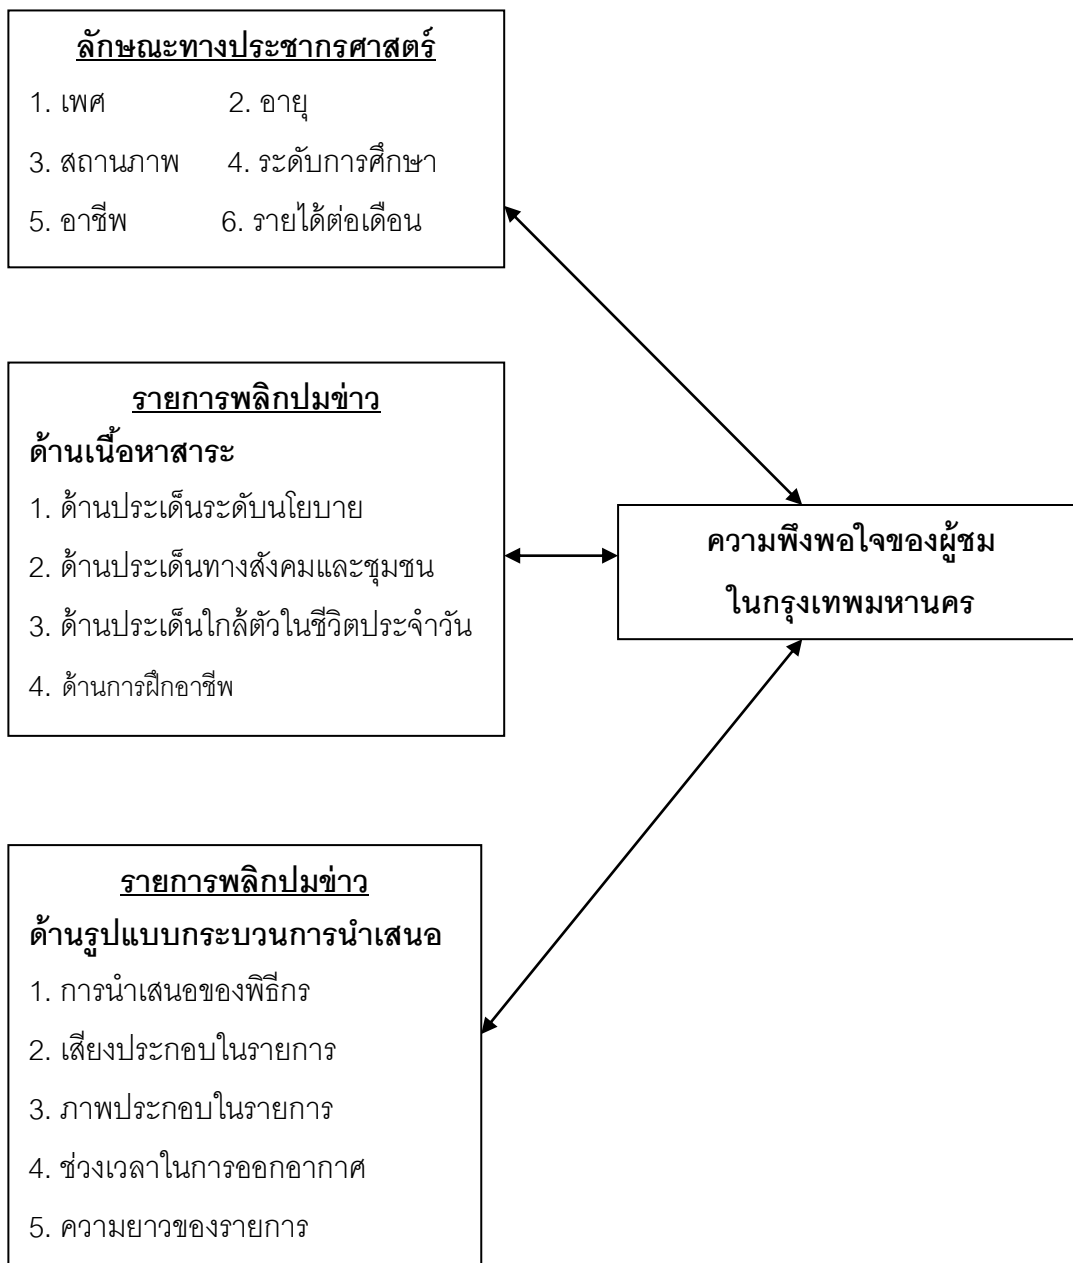 ลักษณะทางประชากรศาสตร์
1. เพศ 2. อายุ
3. สถานภาพ 4. ระดับการศึกษา
5. อาชีพ 6. รายได้ต่อเดือน
รายการพลิกปมข่าว
ด้านเนื้อหาสาระ
1. ด้านประเด็นระดับนโยบาย
2. ด้านประเด็นทางสังคมและชุมชน
3. ด้านประเด็นใกล้ตัวในชีวิตประจำวัน
4. ด้านการฝึกอาชีพ
ความพึงพอใจของผู้ชม
ในกรุงเทพมหานคร
รายการพลิกปมข่าว
ด้านรูปแบบกระบวนการนำเสนอ
1. การนำเสนอของพิธีกร
2. เสียงประกอบในรายการ
3. ภาพประกอบในรายการ
4. ช่วงเวลาในการออกอากาศ
5. ความยาวของรายการ